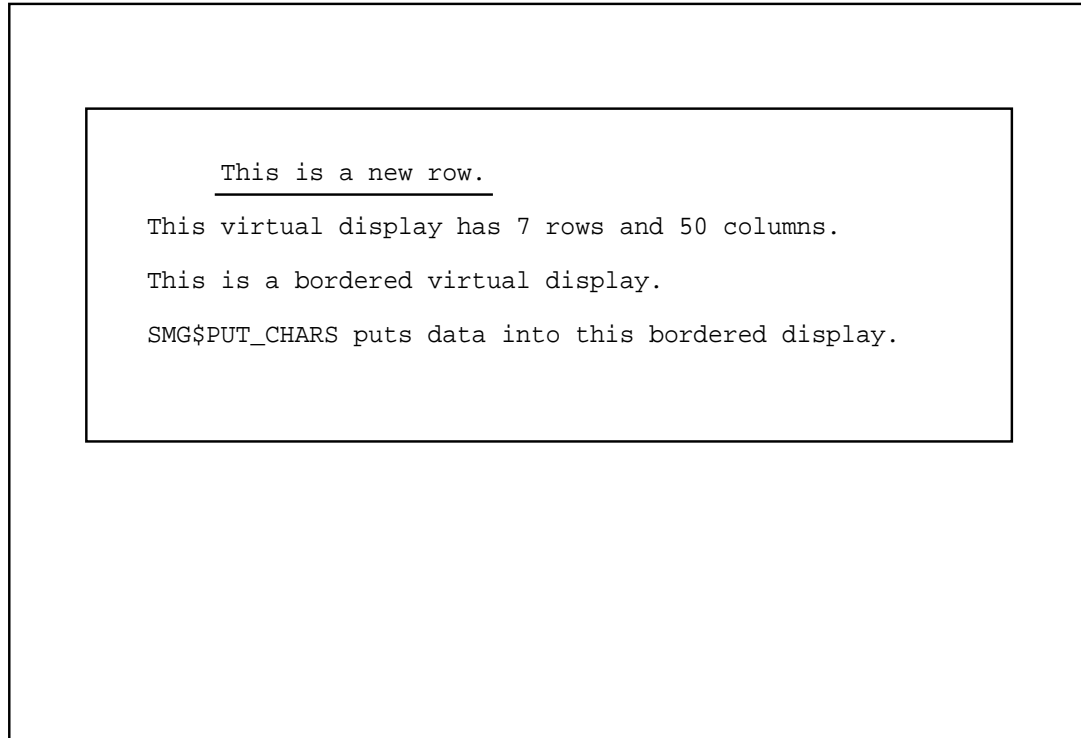 This is a new row.
This virtual display has 7 rows and 50 columns.
This is a bordered virtual display.
SMG$PUT_CHARS puts data into this bordered display.